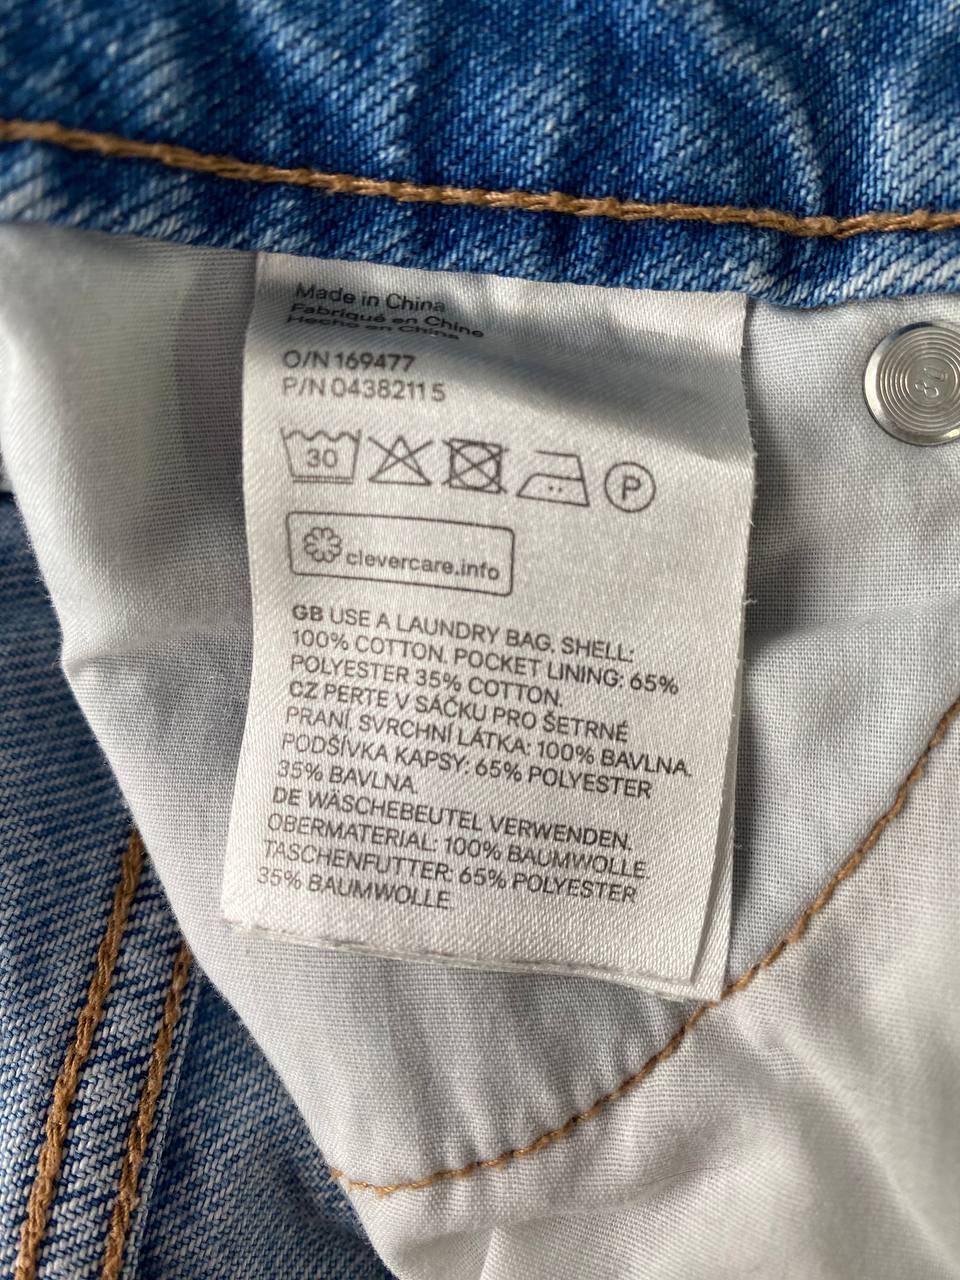 Made in China
Fabriqué en Chine
Hecho en China
O/N 169477
P/N 043821115
30
P
clevercare.info
GB USE A LAUNDRY BAG. SHELL:
100% COTTON. POCKET LINING: 65%
POLYESTER 35% COTTON.
CZ PERTE V SÁČKU PRO ŠETRNÉ
PRANÍ. SVRCHNÍ LÁTKA: 100% BAVLNA.
PODŠÍVKA KAPSY: 65% POLYESTER
35% BAVLNA
DE WÄSCHEBEUTEL VERWENDEN.
OBERMATERIAL: 100% BAUMWOLLE.
TASCHENFUTTER: 65% POLYESTER
35% BAUMWOLLE